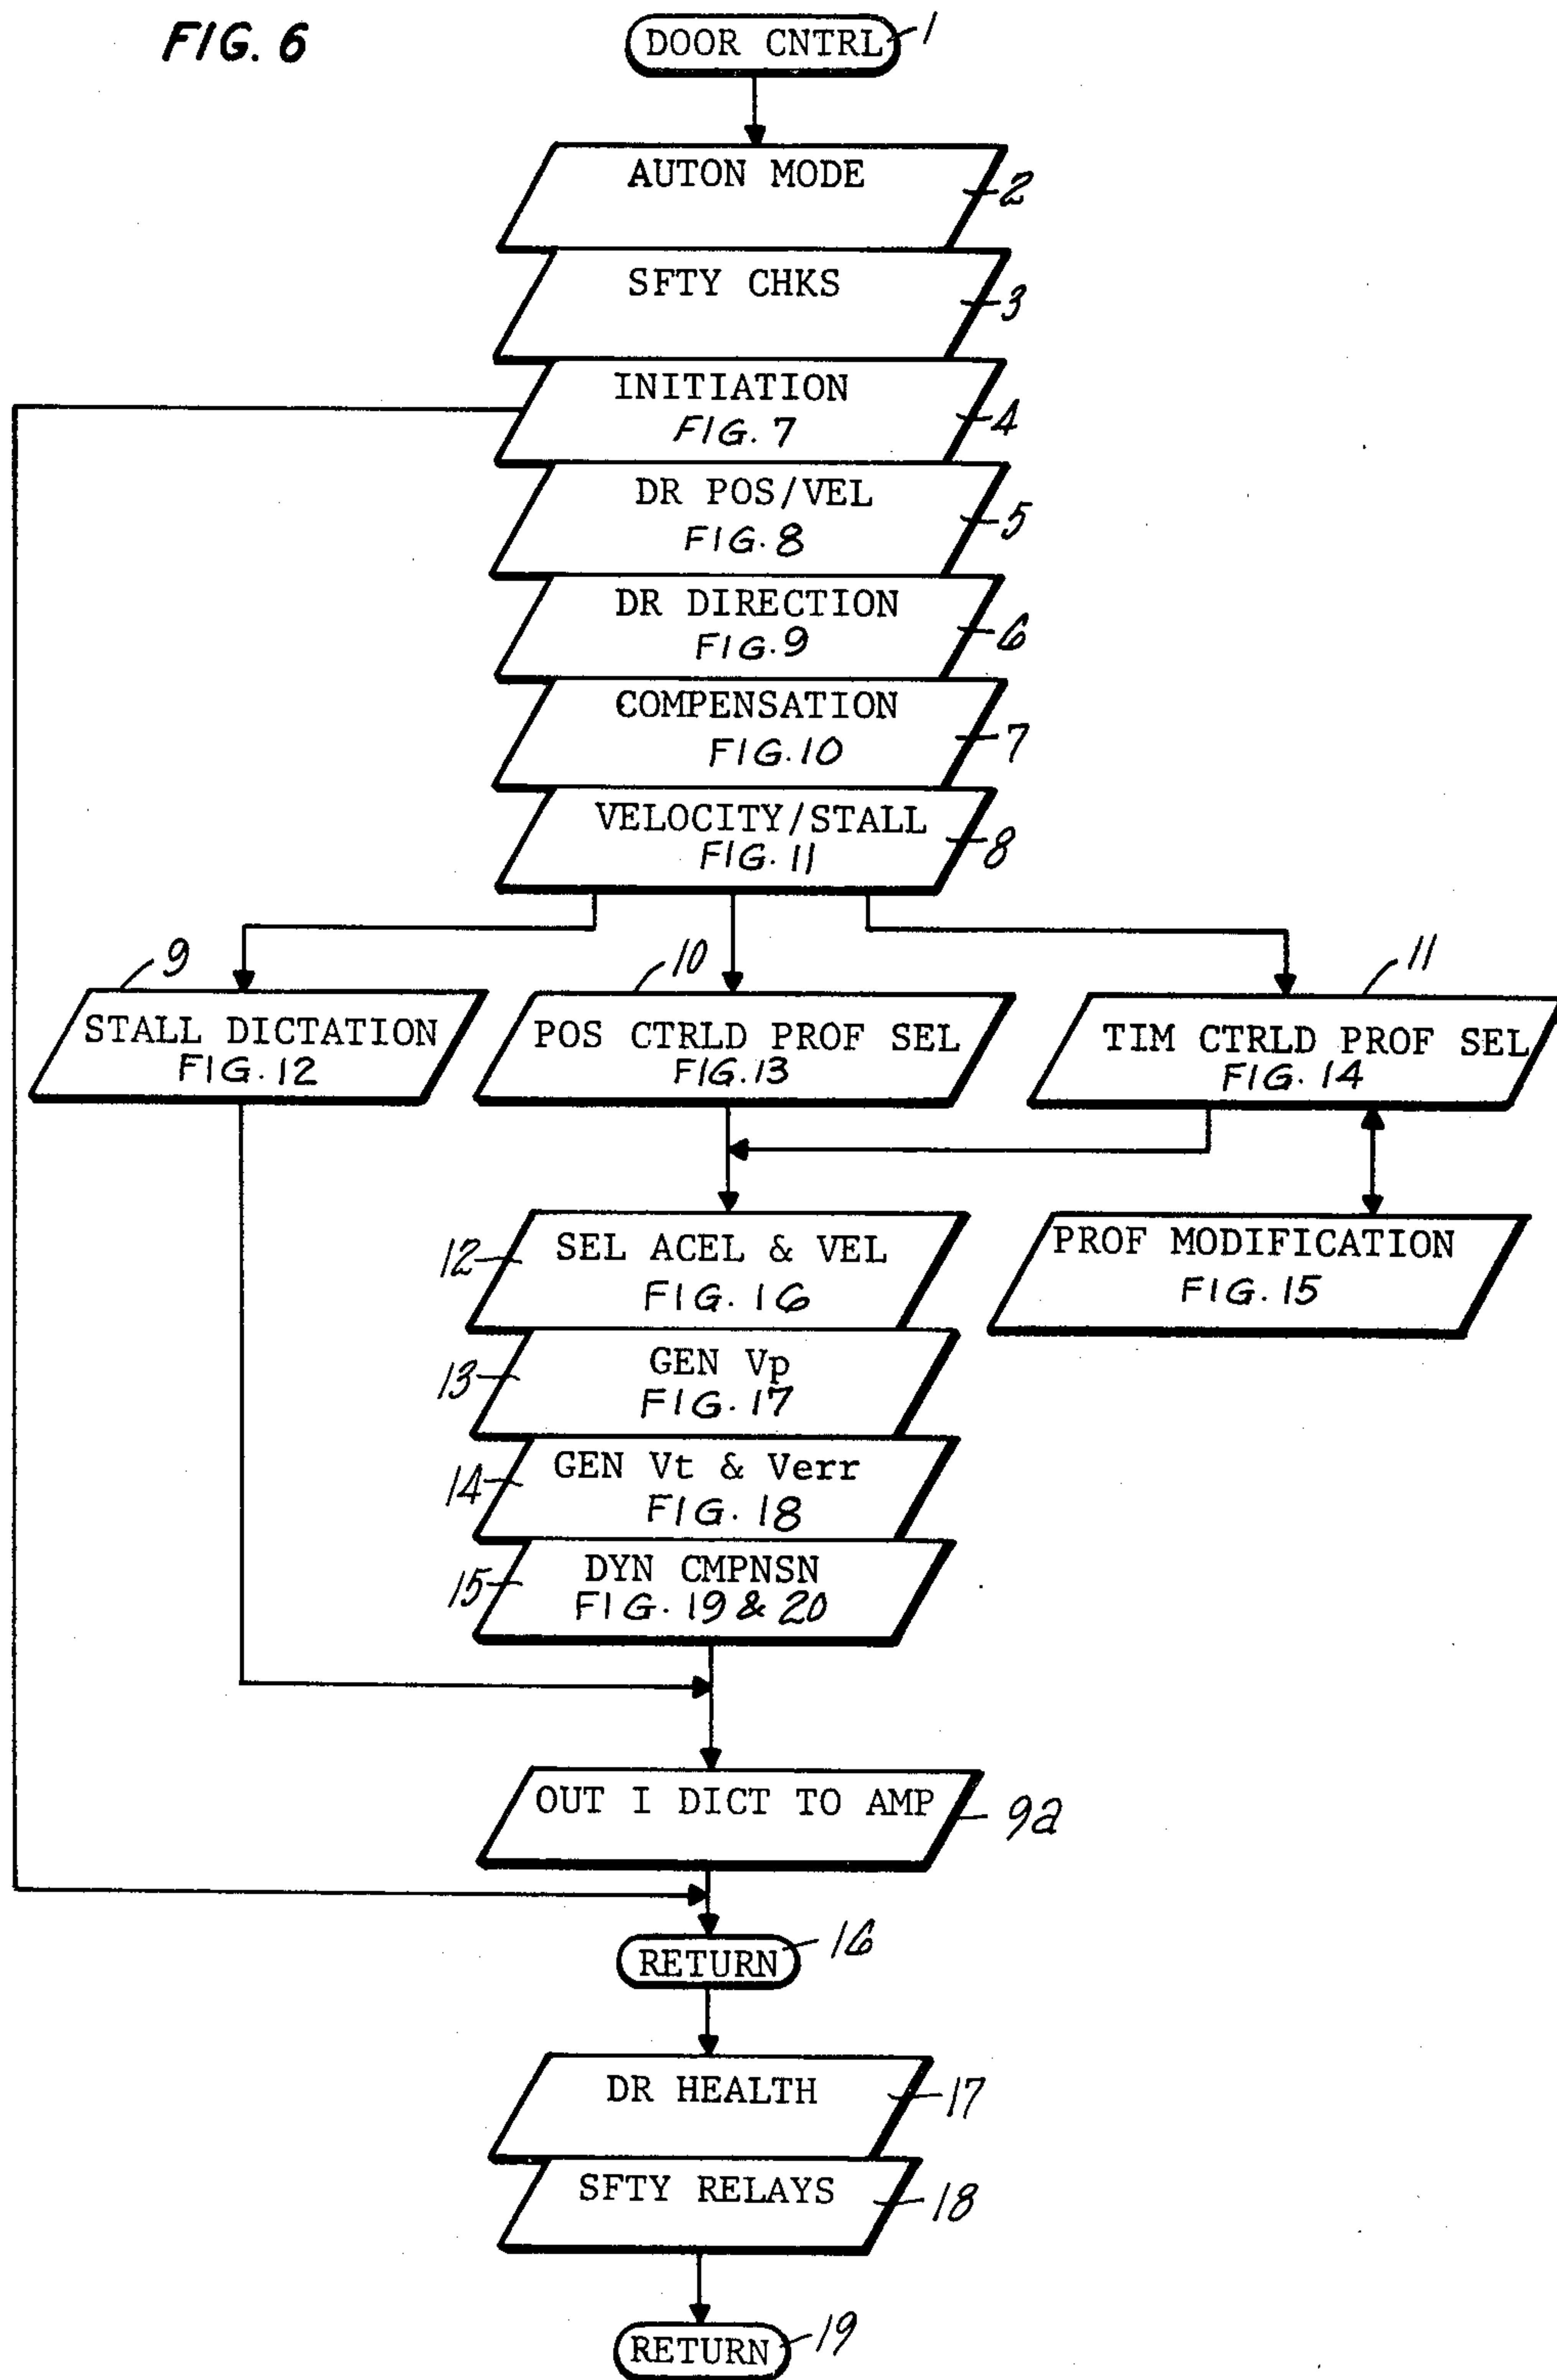 FIG. 6
DOOR CNTRL
1
AUTON MODE
2
SFTY CHKS
3
INITIATION
FIG. 7
4
DR POS/VEL
FIG. 8
5
DR DIRECTION
FIG. 9
6
COMPENSATION
FIG. 10
7
VELOCITY/STALL
FIG. 11
8
9
STALL DICTATION
FIG. 12
10
POS CTRLD PROF SEL
FIG. 13
11
TIM CTRLD PROF SEL
FIG. 14
12
SEL ACEL & VEL
FIG. 16
PROF MODIFICATION
FIG. 15
13
GEN Vp
FIG. 17
14
GEN Vt & Verr
FIG. 18
15
DYN CMPNSN
FIG. 19 & 20
OUT I DICT TO AMP
9a
RETURN
16
DR HEALTH
17
SFTY RELAYS
18
RETURN
19